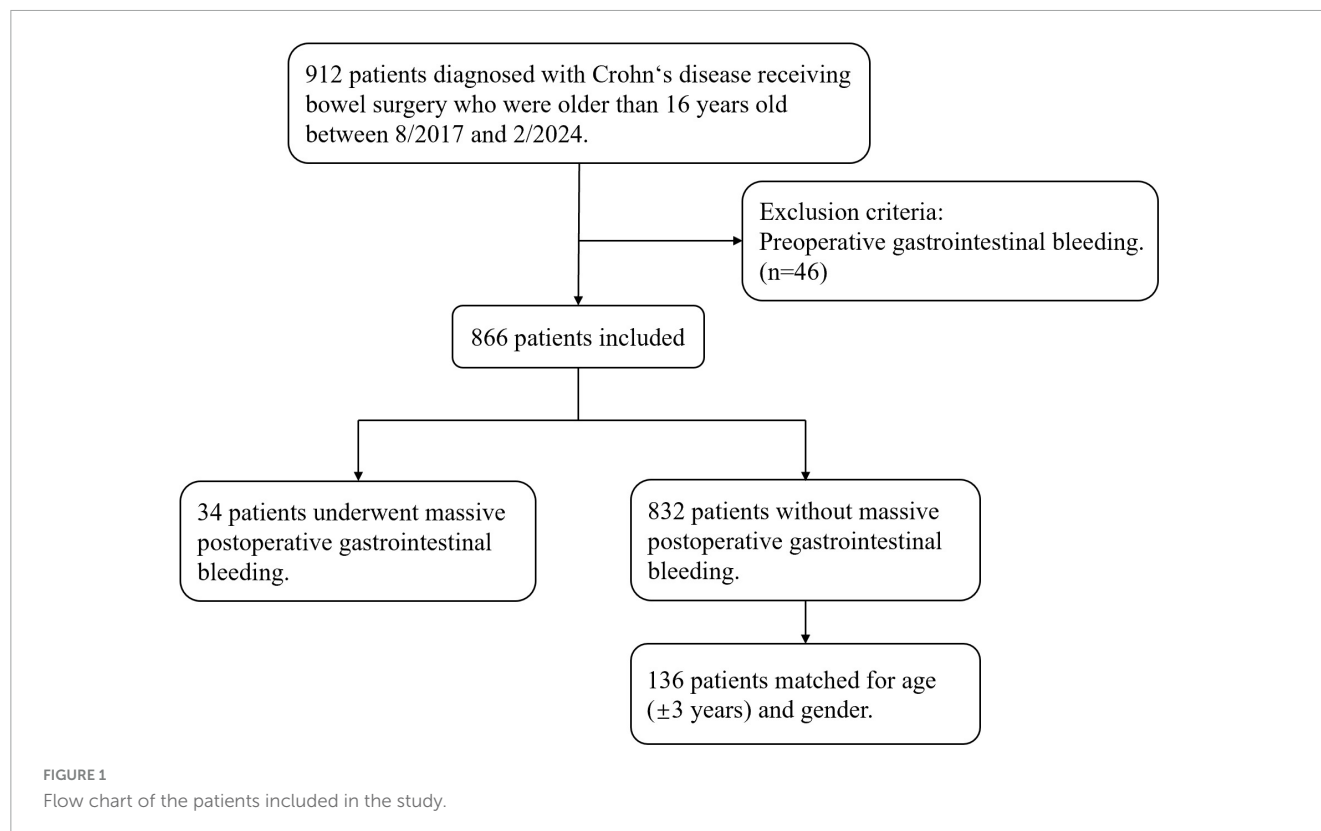 912 patients diagnosed with Crohn‘s disease receiving
bowel surgery who were older than 16 years old
between 8/2017 and 2/2024.
Exclusion criteria:
Preoperative gastrointestinal bleeding.
(n=46)
866 patients included
34 patients underwent massive
postoperative gastrointestinal
bleeding.
832 patients without massive
postoperative gastrointestinal
bleeding.
136 patients matched for age
(±3 years) and gender.
FIGURE 1
Flow chart of the patients included in the study.